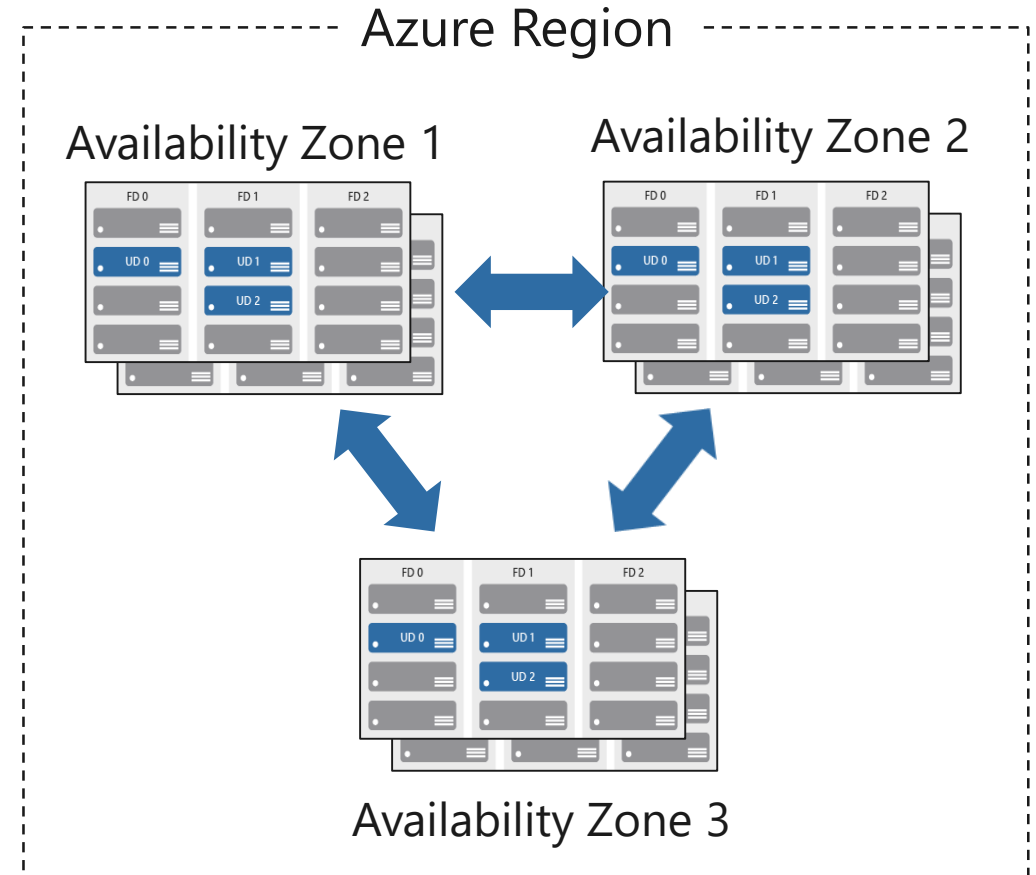 Azure Region
Availability Zone 1
FD 0 FD 1 FD 2
UD 0 UD 1
UD 2
Availability Zone 2
FD 0 FD 1 FD 2
UD 0 UD 1
UD 2
FD 0 FD 1 FD 2
UD 0 UD 1
UD 2
Availability Zone 3